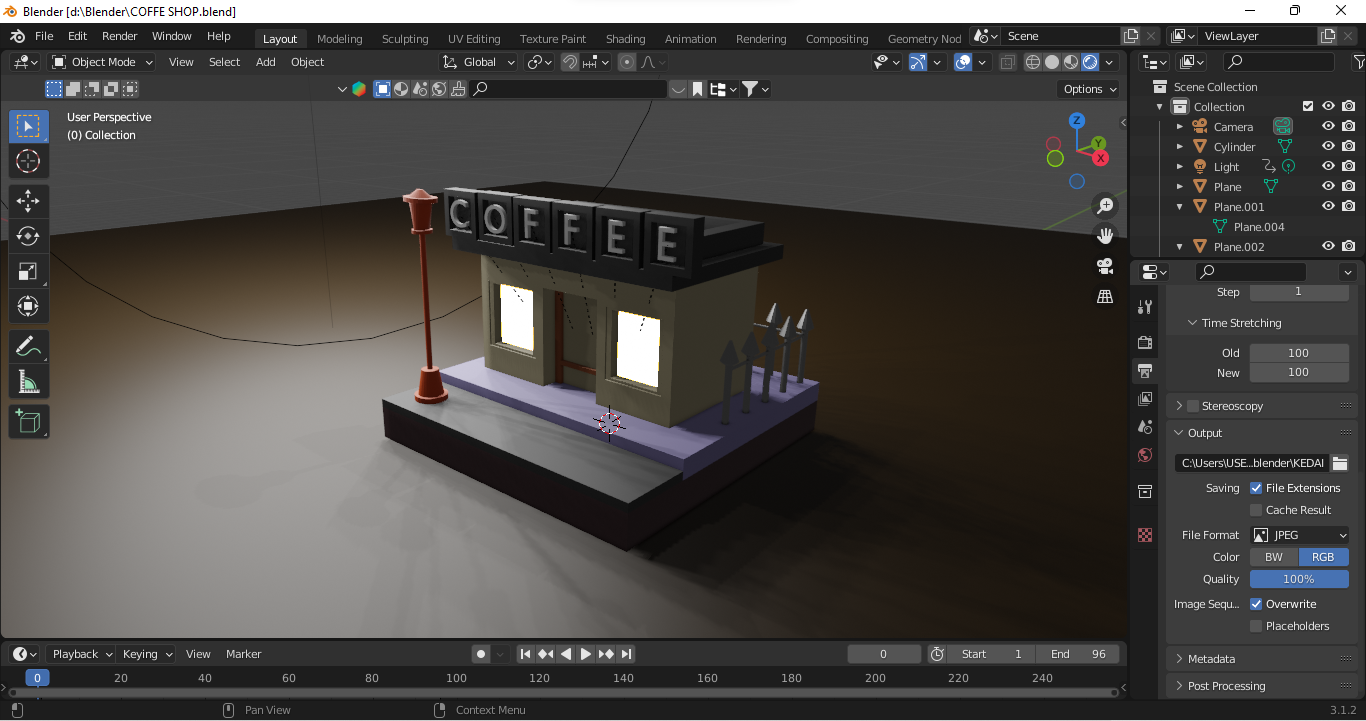 Blender [d:\Blender\COFFE SHOP.blend]
File Edit Render Window Help
Layout Modeling Sculpting UV Editing Texture Paint Shading Animation Rendering Compositing Geometry Nod
Scene
ViewLayer
Object Mode View Select Add Object
Global
Options
User Perspective
(0) Collection
Z
Y
X
COFFEE
Scene Collection
Collection
Camera
Cylinder
Light
Plane
Plane.001
Plane.004
Plane.002
Step 1
Time Stretching
Old 100
New 100
Stereoscopy
Output
C:\Users\USE...blender\KEDAI
Saving File Extensions
Cache Result
File Format JPEG
Color BW RGB
Quality 100%
Image Sequ... Overwrite
Placeholders
Metadata
Post Processing
Playback Keying View Marker
0 Start 1 End 96
0 20 40 60 80 100 120 140 160 180 200 220 240
Pan View Context Menu
3.1.2